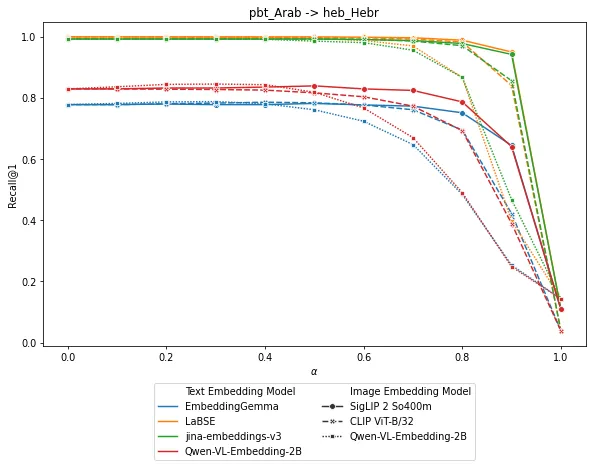 pbt_Arab -> heb_Hebr
Recall@1
1.0
0.8
0.6
0.4
0.2
0.0
0.0 0.2 0.4 0.6 0.8 1.0
α
Text Embedding Model Image Embedding Model
EmbeddingGemma SigLIP 2 So400m
LaBSE CLIP ViT-B/32
jina-embeddings-v3 Qwen-VL-Embedding-2B
Qwen-VL-Embedding-2B